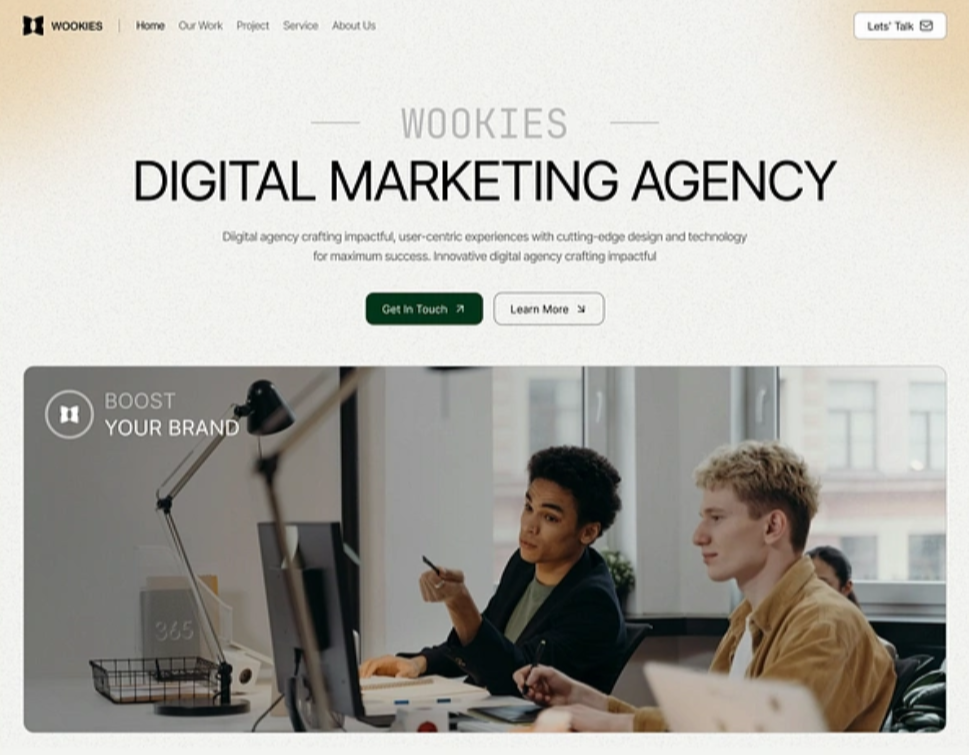 WOOKIES
Home
Our Work
Project
Service
About Us
Lets' Talk
WOOKIES
DIGITAL MARKETING AGENCY
Diigital agency crafting impactful, user-centric experiences with cutting-edge design and technology
for maximum success. Innovative digital agency crafting impactful
Get In Touch
Learn More
BOOST
YOUR BRAND
365